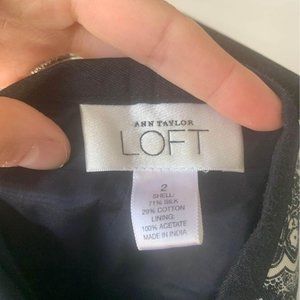 ANN TAYLOR
LOFT
2
SHELL:
71% SILK
29% COTTON
LINING:
100% ACETATE
MADE IN INDIA